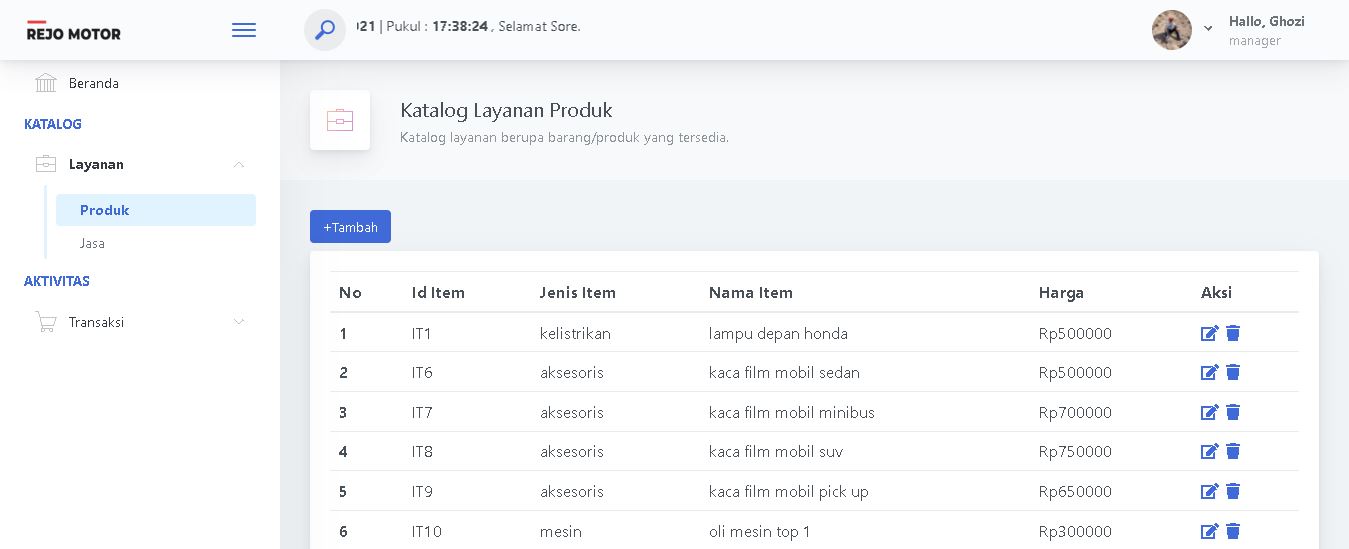 REJO MOTOR
021 | Pukul : 17:38:24 , Selamat Sore.
Hallo, Ghozi
manager
Beranda
KATALOG
Layanan
Produk
Jasa
AKTIVITAS
Transaksi
Katalog Layanan Produk
Katalog layanan berupa barang/produk yang tersedia.
+Tambah
No Id Item Jenis Item Nama Item Harga Aksi
1 IT1 kelistrikan lampu depan honda Rp500000
2 IT6 aksesoris kaca film mobil sedan Rp500000
3 IT7 aksesoris kaca film mobil minibus Rp700000
4 IT8 aksesoris kaca film mobil suv Rp750000
5 IT9 aksesoris kaca film mobil pick up Rp650000
6 IT10 mesin oli mesin top 1 Rp300000